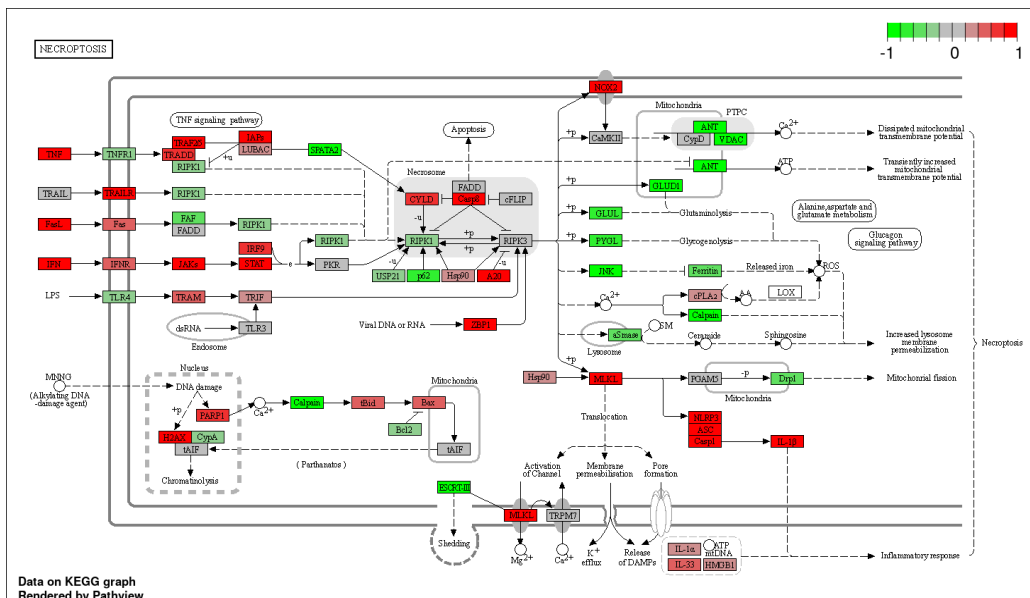 NECROPTOSIS
-1 0 1
TNF signaling pathway
TNF
TNFR1
TRAF2/5
TRADD
RIPK1
IAPs
LUBAC
+u
SPATA2
TRAIL
TRAILR
RIPK1
FasL
Fas
FAF
FADD
RIPK1
IFN
IFNR
JAKs
IRF9
STAT
e
RIPK1
PKR
LPS
TLR4
TRAM
TRIF
dsRNA
TLR3
Endosome
Viral DNA or RNA
ZBP1
Apoptosis
Necrosome
FADD
CYLD
Casp8
cFLIP
-u
RIPK1
+p
+p
RIPK3
-u
-u
USP21
p62
Hsp90
A20
NOX2
+p
CaMKII
Mitochondria
PTPC
ANT
CypD
VDAC
Ca2+
Dissipated mitochondrial
transmembrane potential
ANT
ATP
Transiently increased
mitochondrial
transmembrane potential
+p
GLUD1
+p
GLUL
Glutaminolysis
Alanine, aspartate and
glutamate metabolism
+p
PYGL
Glycogenolysis
Glucagon
signaling pathway
JNK
Ferritin
Released iron
ROS
Ca2+
cPLA2
AA
LOX
Calpain
aSmase
SM
Lysosome
Ceramide
Sphingosine
Increased lysosome
membrane
permeabilization
Necroptosis
+p
Hsp90
MLKL
PGAM5
-p
Drp1
Mitochondria
Mitochonrial fission
Translocation
NLRP3
ASC
Casp1
IL-1β
Activation
of Channel
Membrane
permeabilisation
Pore
formation
MNNG
(Alkylating DNA
-damage agent)
Nucleus
DNA damage
+p
PARP1
H2AX
CypA
tAIF
Chromatinolysis
Ca2+
Calpain
tBid
Bax
Bcl2
Mitochondria
tAIF
( Parthanatos )
ESCRT-III
Shedding
MLKL
TRPM7
Mg2+
Ca2+
K+
efflux
Release
of DAMPs
IL-1α
ATP
mtDNA
IL-33
HMGB1
Inflammatory response
Data on KEGG graph
Rendered by Pathview